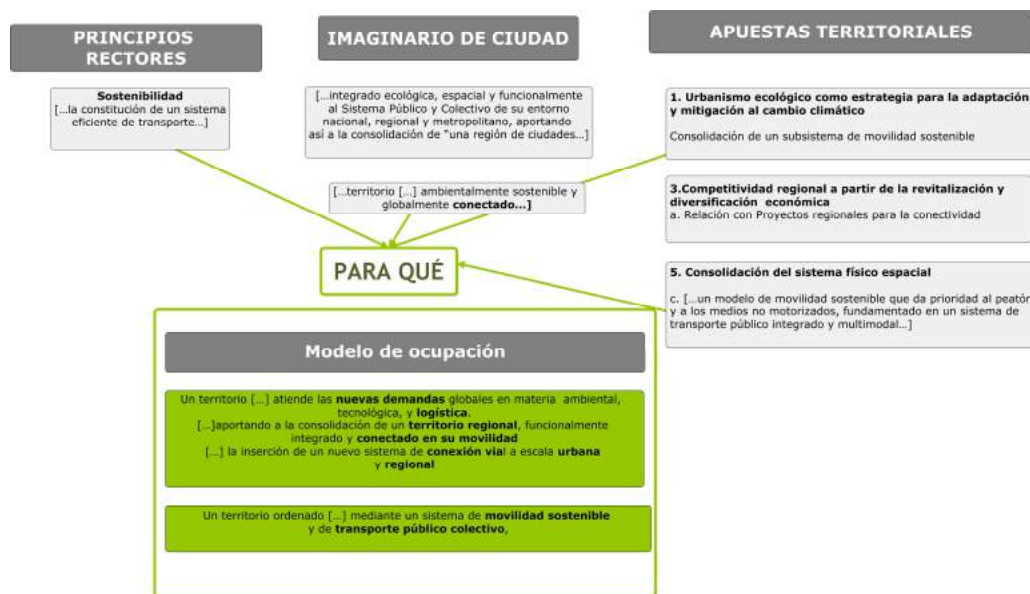 PRINCIPIOS
RECTORES
Sostenibilidad
[...la constitución de un sistema
eficiente de transporte...]
IMAGINARIO DE CIUDAD
[...integrado ecológica, espacial y funcionalmente
al Sistema Público y Colectivo de su entorno
nacional, regional y metropolitano, aportando
así a la consolidación de "una región de ciudades...]
[...territorio [...] ambientalmente sostenible y
globalmente conectado...]
APUESTAS TERRITORIALES
1. Urbanismo ecológico como estrategia para la adaptación
y mitigación al cambio climático
Consolidación de un subsistema de movilidad sostenible
3.Competitividad regional a partir de la revitalización y
diversificación económica
a. Relación con Proyectos regionales para la conectividad
5. Consolidación del sistema físico espacial
c. [...un modelo de movilidad sostenible que da prioridad al peatón
y a los medios no motorizados, fundamentado en un sistema de
transporte público integrado y multimodal...]
PARA QUÉ
Modelo de ocupación
Un territorio [...] atiende las nuevas demandas globales en materia ambiental,
tecnológica, y logística.
[...]aportando a la consolidación de un territorio regional, funcionalmente
integrado y conectado en su movilidad
[...] la inserción de un nuevo sistema de conexión vial a escala urbana
y regional
Un territorio ordenado [...] mediante un sistema de movilidad sostenible
y de transporte público colectivo,